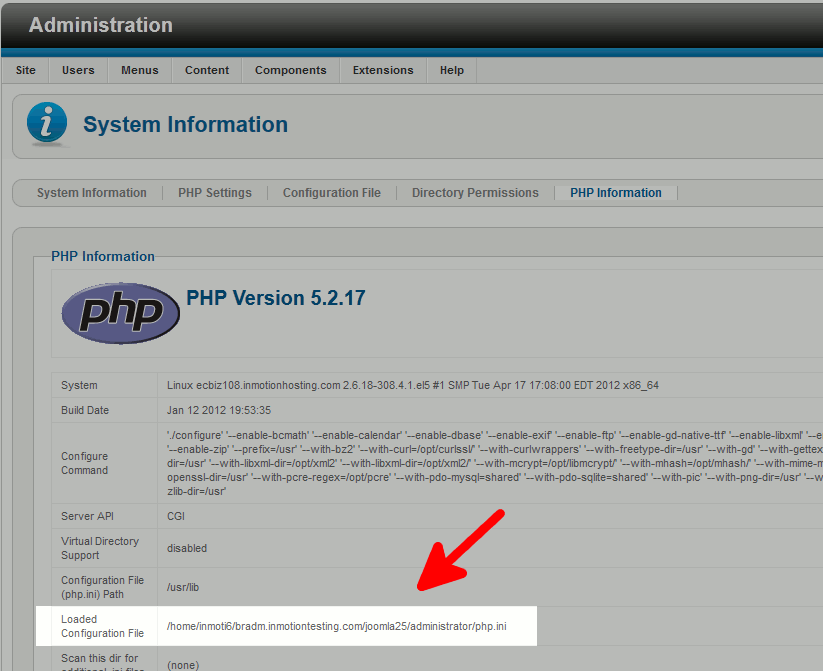 Administration
Site Users Menus Content Components Extensions Help
System Information
System Information PHP Settings Configuration File Directory Permissions PHP Information
PHP Information
php PHP Version 5.2.17
System Linux ecbiz108.inmotionhosting.com 2.6.18-308.4.1.el5 #1 SMP Tue Apr 17 17:08:00 EDT 2012 x86_64
Build Date Jan 12 2012 19:53:35
Configure Command
'./configure' '--enable-bcmath' '--enable-calendar' '--enable-dbase' '--enable-exif' '--enable-ftp' '--enable-gd-native-ttf' '--enable-libxml' '--e
'--enable-zip' '--prefix=/usr' '--with-bz2' '--with-curl=/opt/curlssl/' '--with-curlwrappers' '--with-freetype-dir=/usr' '--with-gd' '--with-gettex
dir=/usr' '--with-libxml-dir=/opt/xml2' '--with-libxml-dir=/opt/xml2/' '--with-mcrypt=/opt/libmcrypt/' '--with-mhash=/opt/mhash/' '--with-mime-m
openssl-dir=/usr' '--with-pcre-regex=/opt/pcre' '--with-pdo-mysql=shared' '--with-pdo-sqlite=shared' '--with-pic' '--with-png-dir=/usr' '--w
zlib-dir=/usr'
Server API CGI
Virtual Directory
Support disabled
Configuration File
(php.ini) Path /usr/lib
Loaded
Configuration File /home/inmoti6/bradm.inmotiontesting.com/joomla25/administrator/php.ini
Scan this dir for
additional .ini files (none)